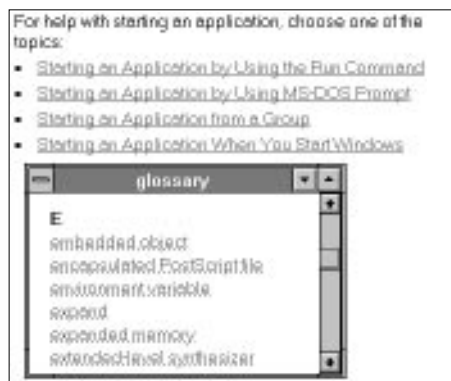 For help with starting an application, choose one of the
topics:
Starting an Application by Using the Run Command
Starting an Application by Using MS-DOS Prompt
Starting an Application from a Group
Starting an Application When You Start Windows
glossary
E
embedded object
encapsulated PostScript file
environment variable
expand
expanded memory
extended-level synthesizer